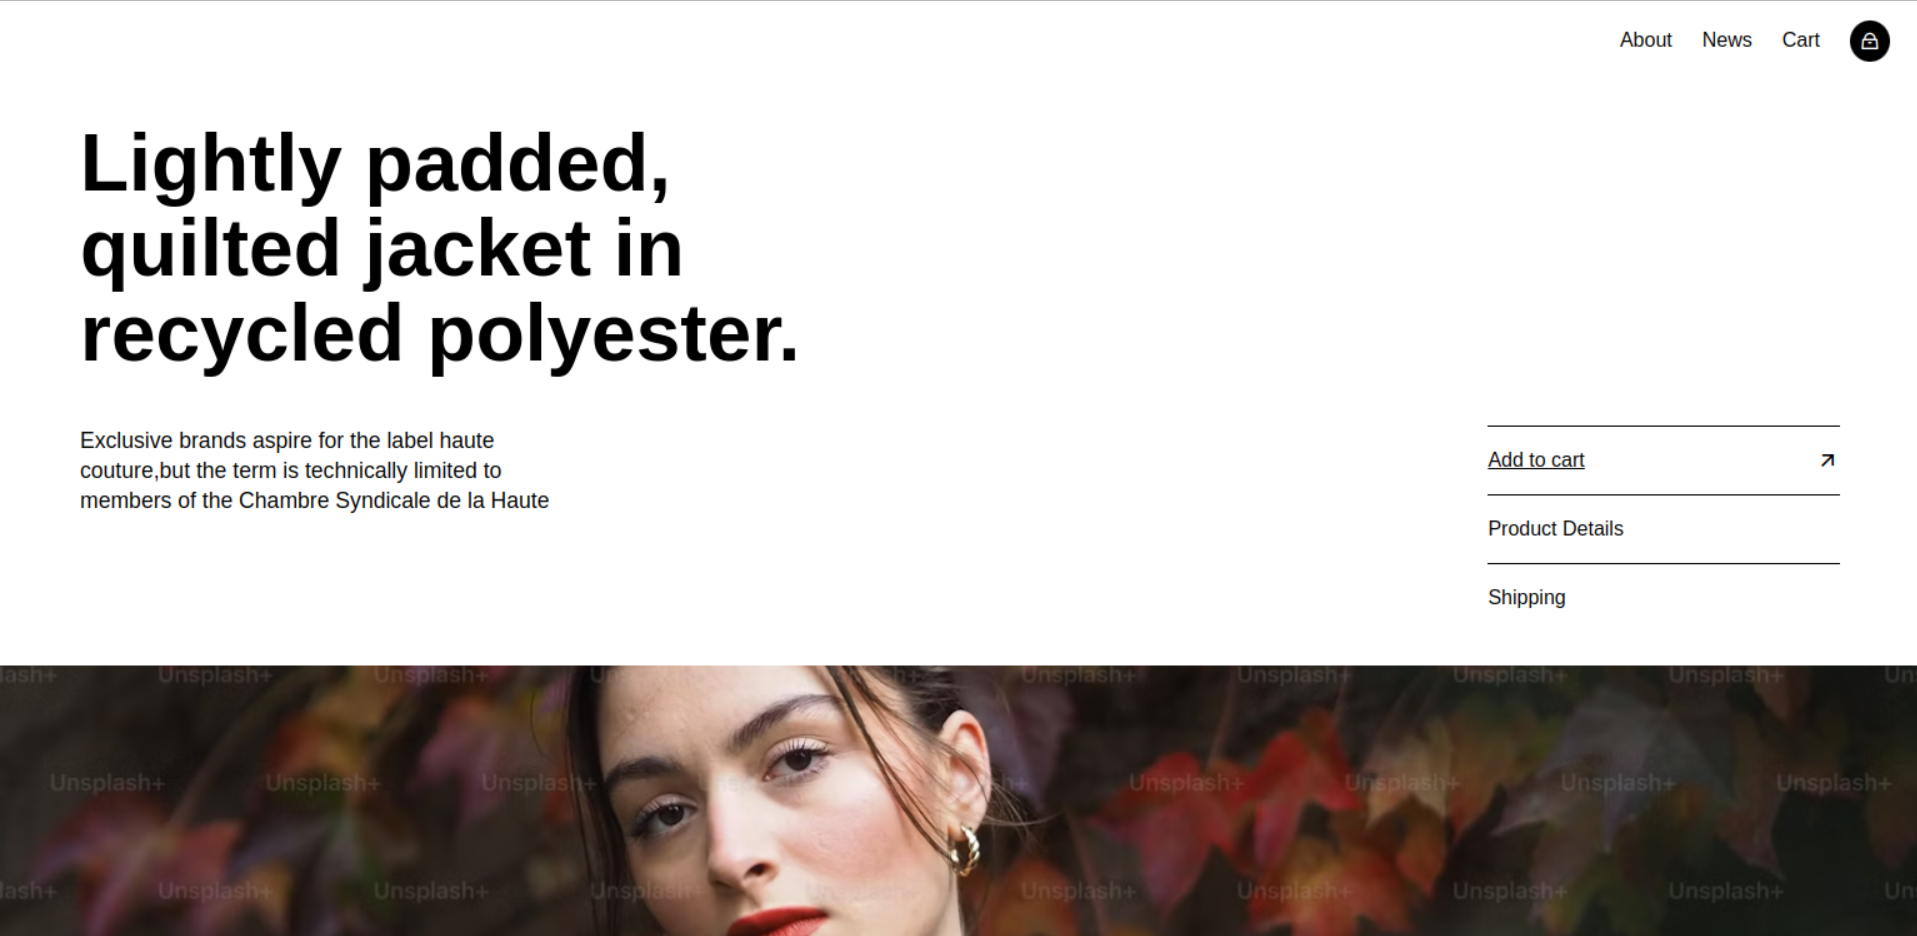 About News Cart
Lightly padded,
quilted jacket in
recycled polyester.
Exclusive brands aspire for the label haute
couture,but the term is technically limited to
members of the Chambre Syndicale de la Haute
Add to cart
Product Details
Shipping
Unsplash+ Unsplash+ Unsplash+ Unsplash+ Unsplash+ Unsplash+
Unsplash+ Unsplash+ Unsplash+ Unsplash+ Unsplash+ Unsplash+ Unsplash+
Unsplash+ Unsplash+ Unsplash+ Unsplash+ Unsplash+ Unsplash+ Unsplash+